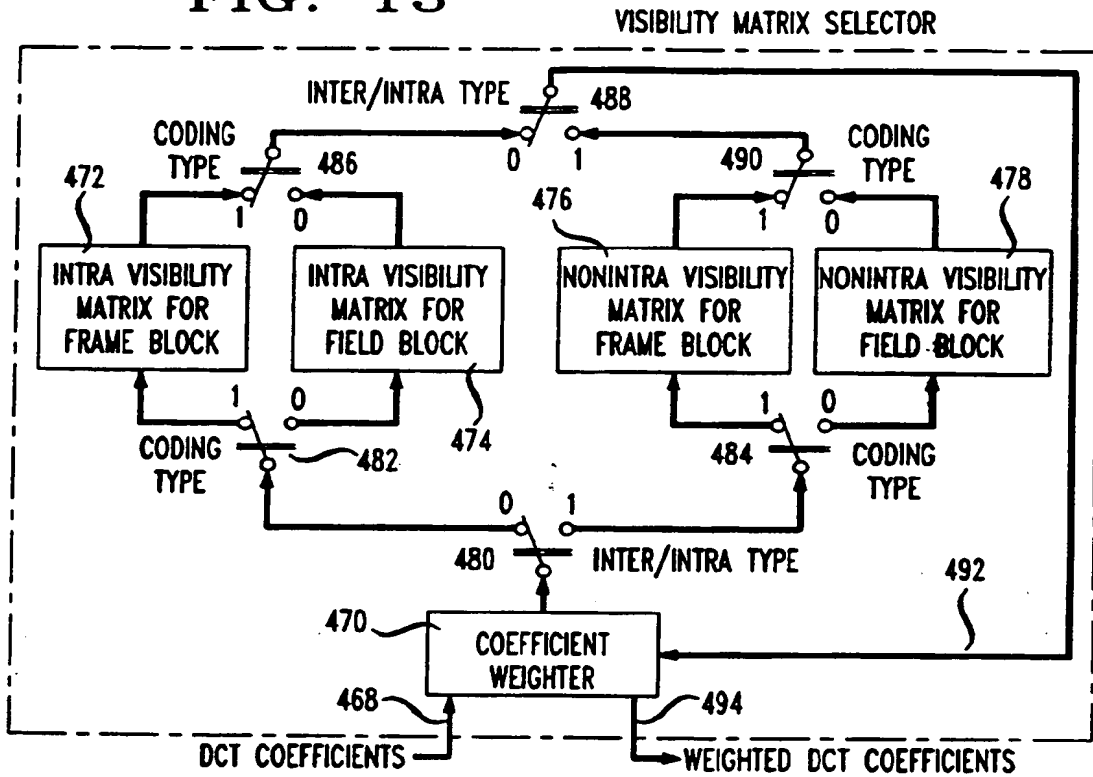 FIG. 13
VISIBILITY MATRIX SELECTOR
INTER/INTRA TYPE
488
0 1
CODING
TYPE
486
1 0
490
CODING
TYPE
1 0
472
476
478
INTRA VISIBILITY
MATRIX FOR
FRAME BLOCK
INTRA VISIBILITY
MATRIX FOR
FIELD BLOCK
NONINTRA VISIBILITY
MATRIX FOR
FRAME BLOCK
NONINTRA VISIBILITY
MATRIX FOR
FIELD BLOCK
1 0
CODING
TYPE
482
474
1 0
484
CODING
TYPE
0 1
480
INTER/INTRA TYPE
492
470
COEFFICIENT
WEIGHTER
468
494
DCT COEFFICIENTS
WEIGHTED DCT COEFFICIENTS